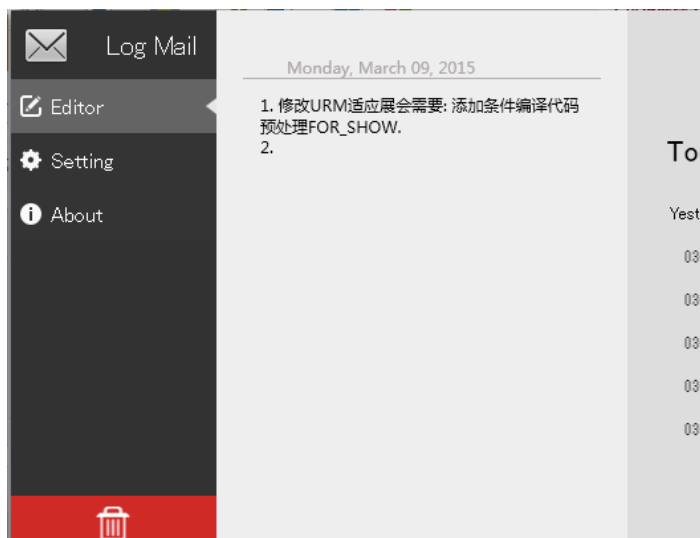 Log Mail
Editor
Setting
About
Monday, March 09, 2015
1. 修改URM适应展会需要: 添加条件编译代码
预处理FOR_SHOW.
2.
To
Yest
03
03
03
03
03